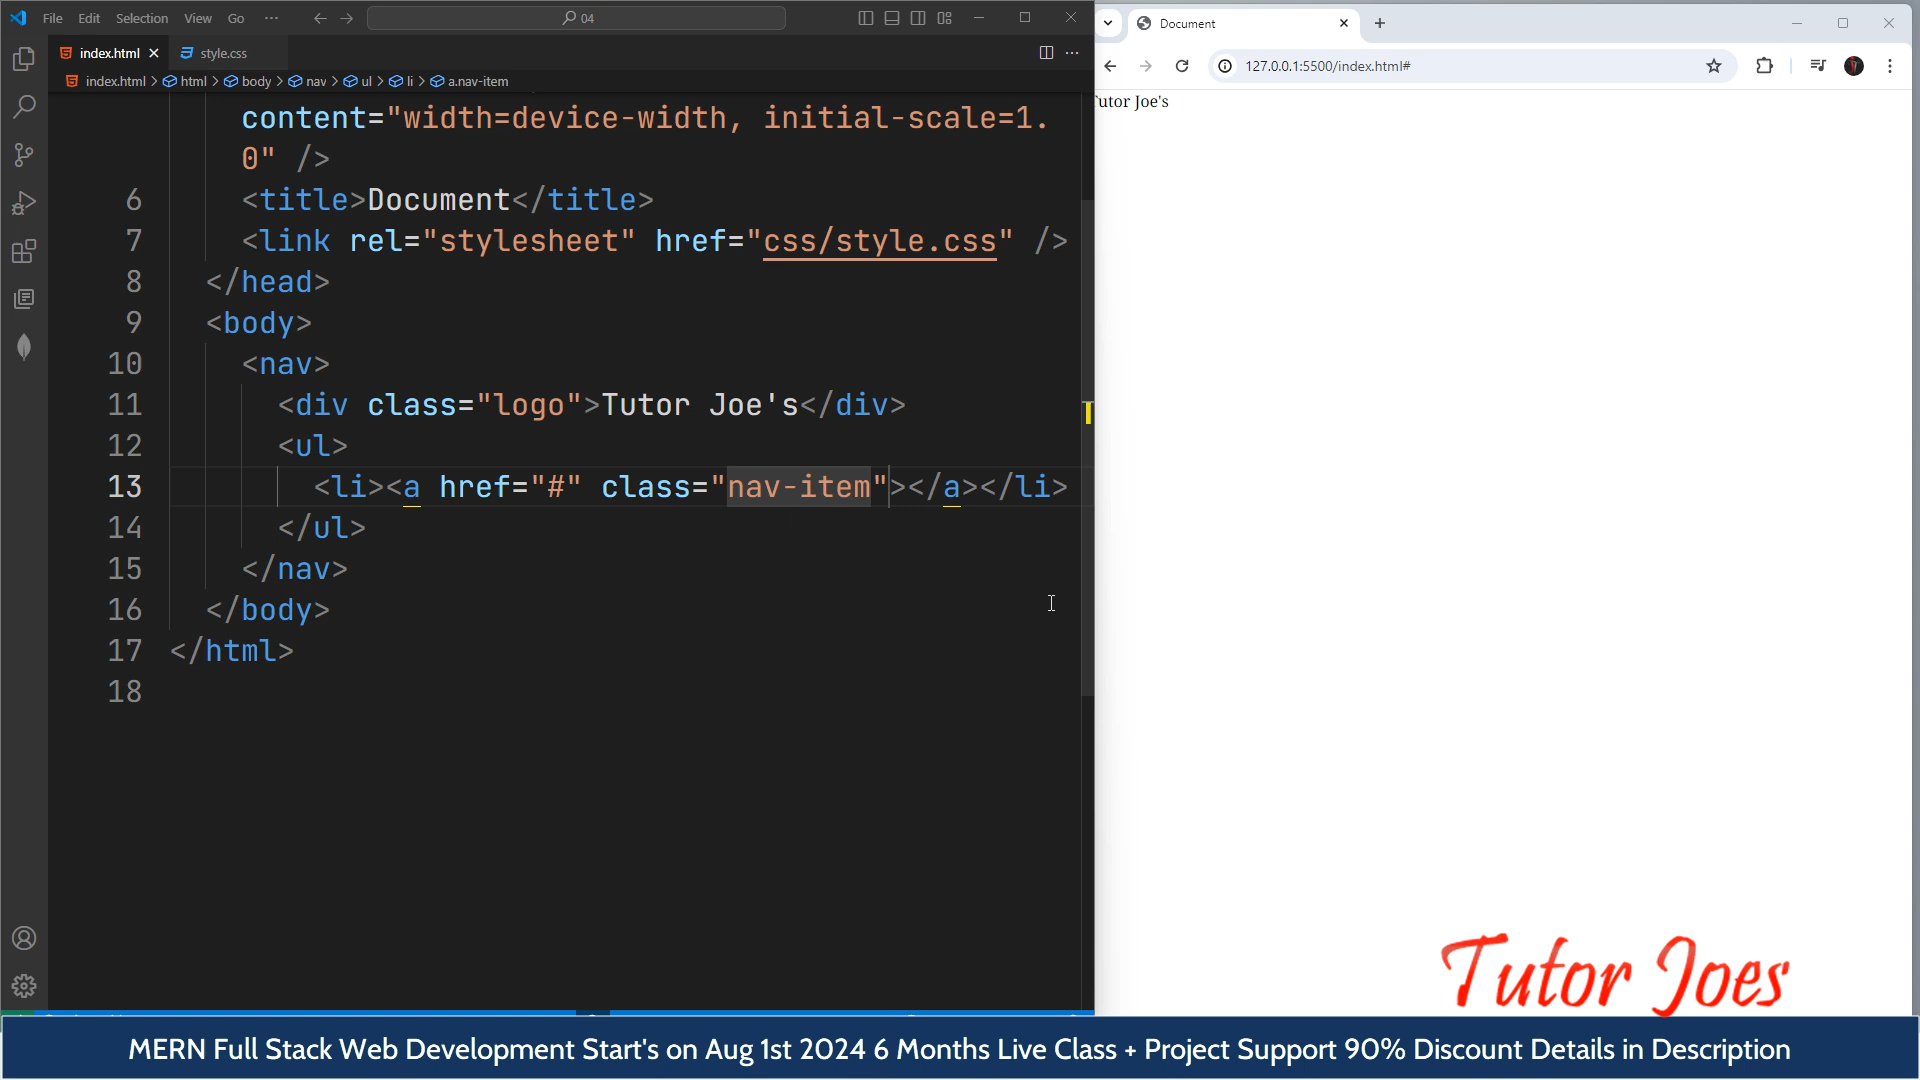 File Edit Selection View Go ··· 04
index.html style.css
index.html > html > body > nav > ul > li > a.nav-item
content="width=device-width, initial-scale=1.
0" />
6 <title>Document</title>
7 <link rel="stylesheet" href="css/style.css" />
8 </head>
9 <body>
10 <nav>
11 <div class="logo">Tutor Joe's</div>
12 <ul>
13 <li><a href="#" class="nav-item"></a></li>
14 </ul>
15 </nav>
16 </body>
17 </html>
18
Document
127.0.0.1:5500/index.html#
Tutor Joe's
Tutor Joes
MERN Full Stack Web Development Start's on Aug 1st 2024 6 Months Live Class + Project Support 90% Discount Details in Description